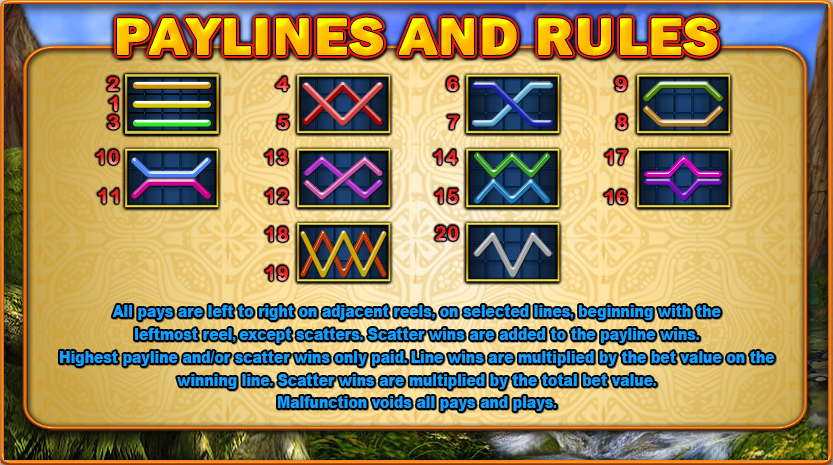 PAYLINES AND RULES
2 4 6 9
1
3 5 7 8
10 13 14 17
11 12 15 16
18 20
19
All pays are left to right on adjacent reels, on selected lines, beginning with the
leftmost reel, except scatters. Scatter wins are added to the payline wins.
Highest payline and/or scatter wins only paid. Line wins are multiplied by the bet value on the
winning line. Scatter wins are multiplied by the total bet value.
Malfunction voids all pays and plays.